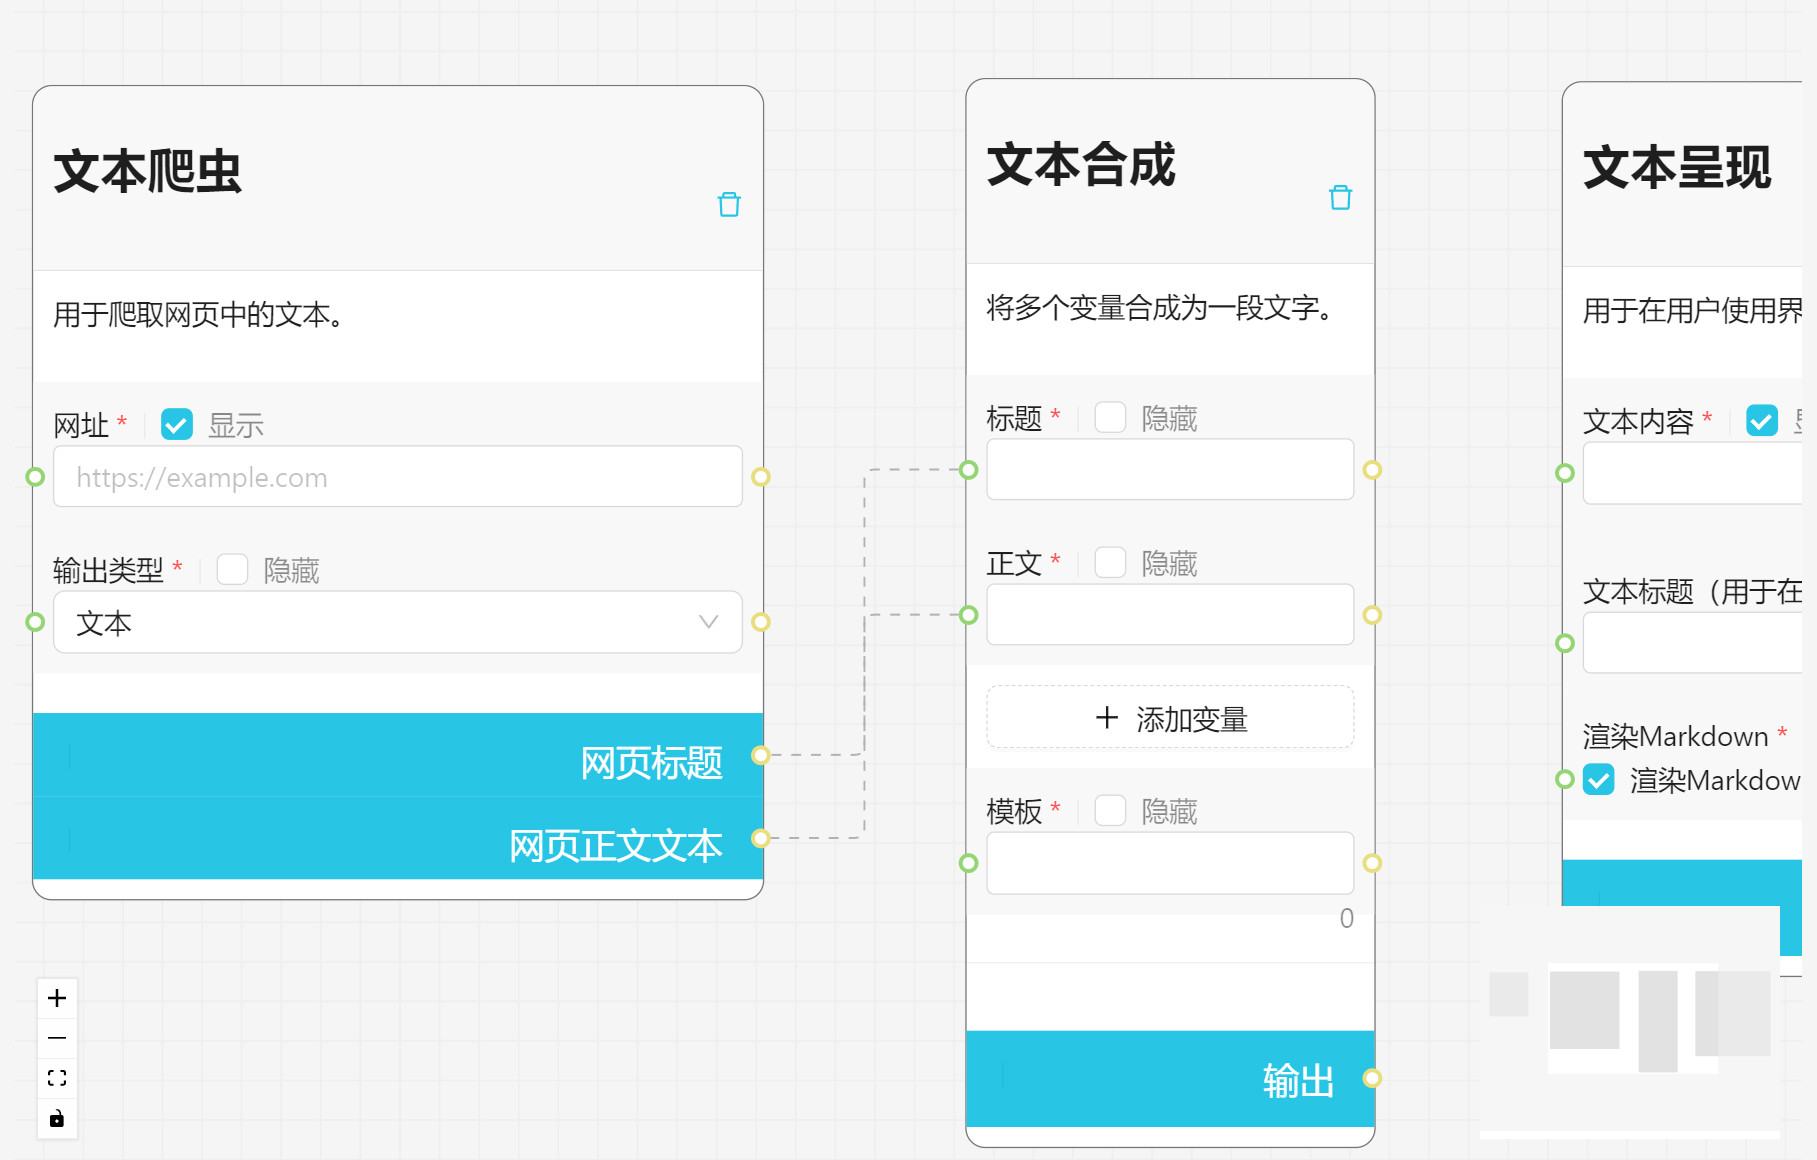 文本爬虫
用于爬取网页中的文本。
网址 * 显示
https://example.com
输出类型 * 隐藏
文本
网页标题
网页正文文本
文本合成
将多个变量合成为一段文字。
标题 * 隐藏
正文 * 隐藏
+ 添加变量
模板 * 隐藏
0
输出
文本呈现
用于在用户使用界
文本内容 *
文本标题（用于在
渲染Markdown *
渲染Markdow